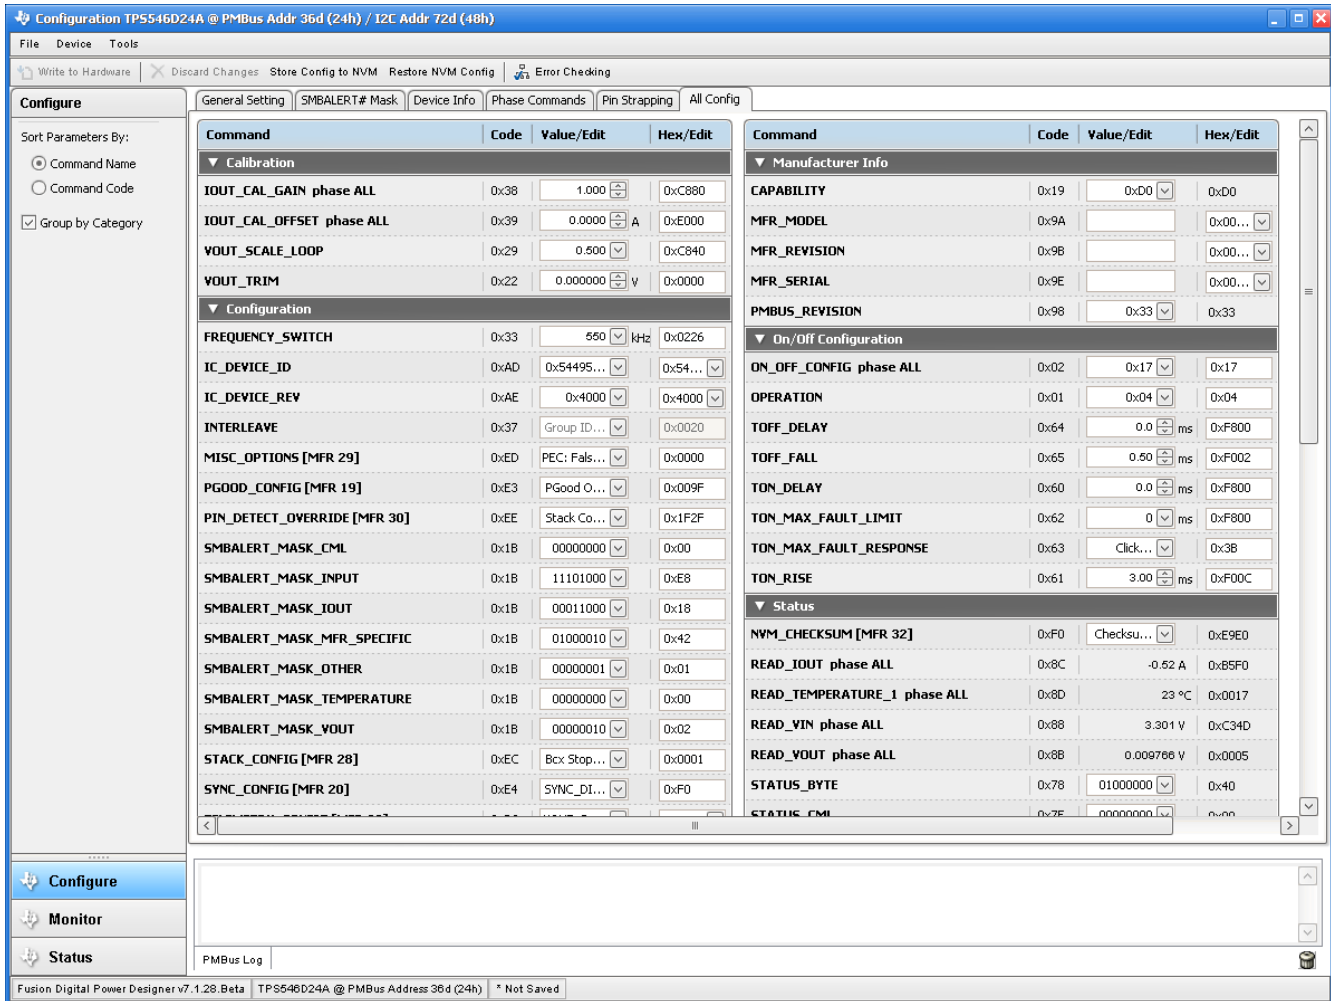 Configuration TPS546D24A @ PMBus Addr 36d (24h) / I2C Addr 72d (48h)
File Device Tools
Write to Hardware Discard Changes Store Config to NVM Restore NVM Config Error Checking
Configure
General Setting SMBALERT# Mask Device Info Phase Commands Pin Strapping All Config
Sort Parameters By:
Command Name
Command Code
Group by Category
Command Code Value/Edit Hex/Edit
Calibration
IOUT_CAL_GAIN phase ALL 0x38 1.000 0xC880
IOUT_CAL_OFFSET phase ALL 0x39 0.0000 A 0xE000
VOUT_SCALE_LOOP 0x29 0.500 0xC840
VOUT_TRIM 0x22 0.000000 V 0x0000
Configuration
FREQUENCY_SWITCH 0x33 550 kHz 0x0226
IC_DEVICE_ID 0xAD 0x54495... 0x54...
IC_DEVICE_REV 0xAE 0x4000 0x4000
INTERLEAVE 0x37 Group ID... 0x0020
MISC_OPTIONS [MFR 29] 0xED PEC: Fals... 0x0000
PGOOD_CONFIG [MFR 19] 0xE3 PGood O... 0x009F
PIN_DETECT_OVERRIDE [MFR 30] 0xEE Stack Co... 0x1F2F
SMBALERT_MASK_CML 0x1B 00000000 0x00
SMBALERT_MASK_INPUT 0x1B 11101000 0xE8
SMBALERT_MASK_IOUT 0x1B 00011000 0x18
SMBALERT_MASK_MFR_SPECIFIC 0x1B 01000010 0x42
SMBALERT_MASK_OTHER 0x1B 00000001 0x01
SMBALERT_MASK_TEMPERATURE 0x1B 00000000 0x00
SMBALERT_MASK_VOUT 0x1B 00000010 0x02
STACK_CONFIG [MFR 28] 0xEC Bcx Stop... 0x0001
SYNC_CONFIG [MFR 20] 0xE4 SYNC_DI... 0xF0
Command Code Value/Edit Hex/Edit
Manufacturer Info
CAPABILITY 0x19 0xD0 0xD0
MFR_MODEL 0x9A 0x00...
MFR_REVISION 0x9B 0x00...
MFR_SERIAL 0x9E 0x00...
PMBUS_REVISION 0x98 0x33 0x33
On/Off Configuration
ON_OFF_CONFIG phase ALL 0x02 0x17 0x17
OPERATION 0x01 0x04 0x04
TOFF_DELAY 0x64 0.0 ms 0xF800
TOFF_FALL 0x65 0.50 ms 0xF002
TON_DELAY 0x60 0.0 ms 0xF800
TON_MAX_FAULT_LIMIT 0x62 0 ms 0xF800
TON_MAX_FAULT_RESPONSE 0x63 Click... 0x3B
TON_RISE 0x61 3.00 ms 0xF00C
Status
NVM_CHECKSUM [MFR 32] 0xF0 Checksu... 0xE9E0
READ_IOUT phase ALL 0x8C -0.52 A 0xB5F0
READ_TEMPERATURE_1 phase ALL 0x8D 23 °C 0x0017
READ_VIN phase ALL 0x88 3.301 V 0xC34D
READ_VOUT phase ALL 0x8B 0.009766 V 0x0005
STATUS_BYTE 0x78 01000000 0x40
STATUS_CML 0x7E 00000000 0x00
Configure
Monitor
Status
PMBus Log
Fusion Digital Power Designer v7.1.28.Beta TPS546D24A @ PMBus Address 36d (24h) * Not Saved